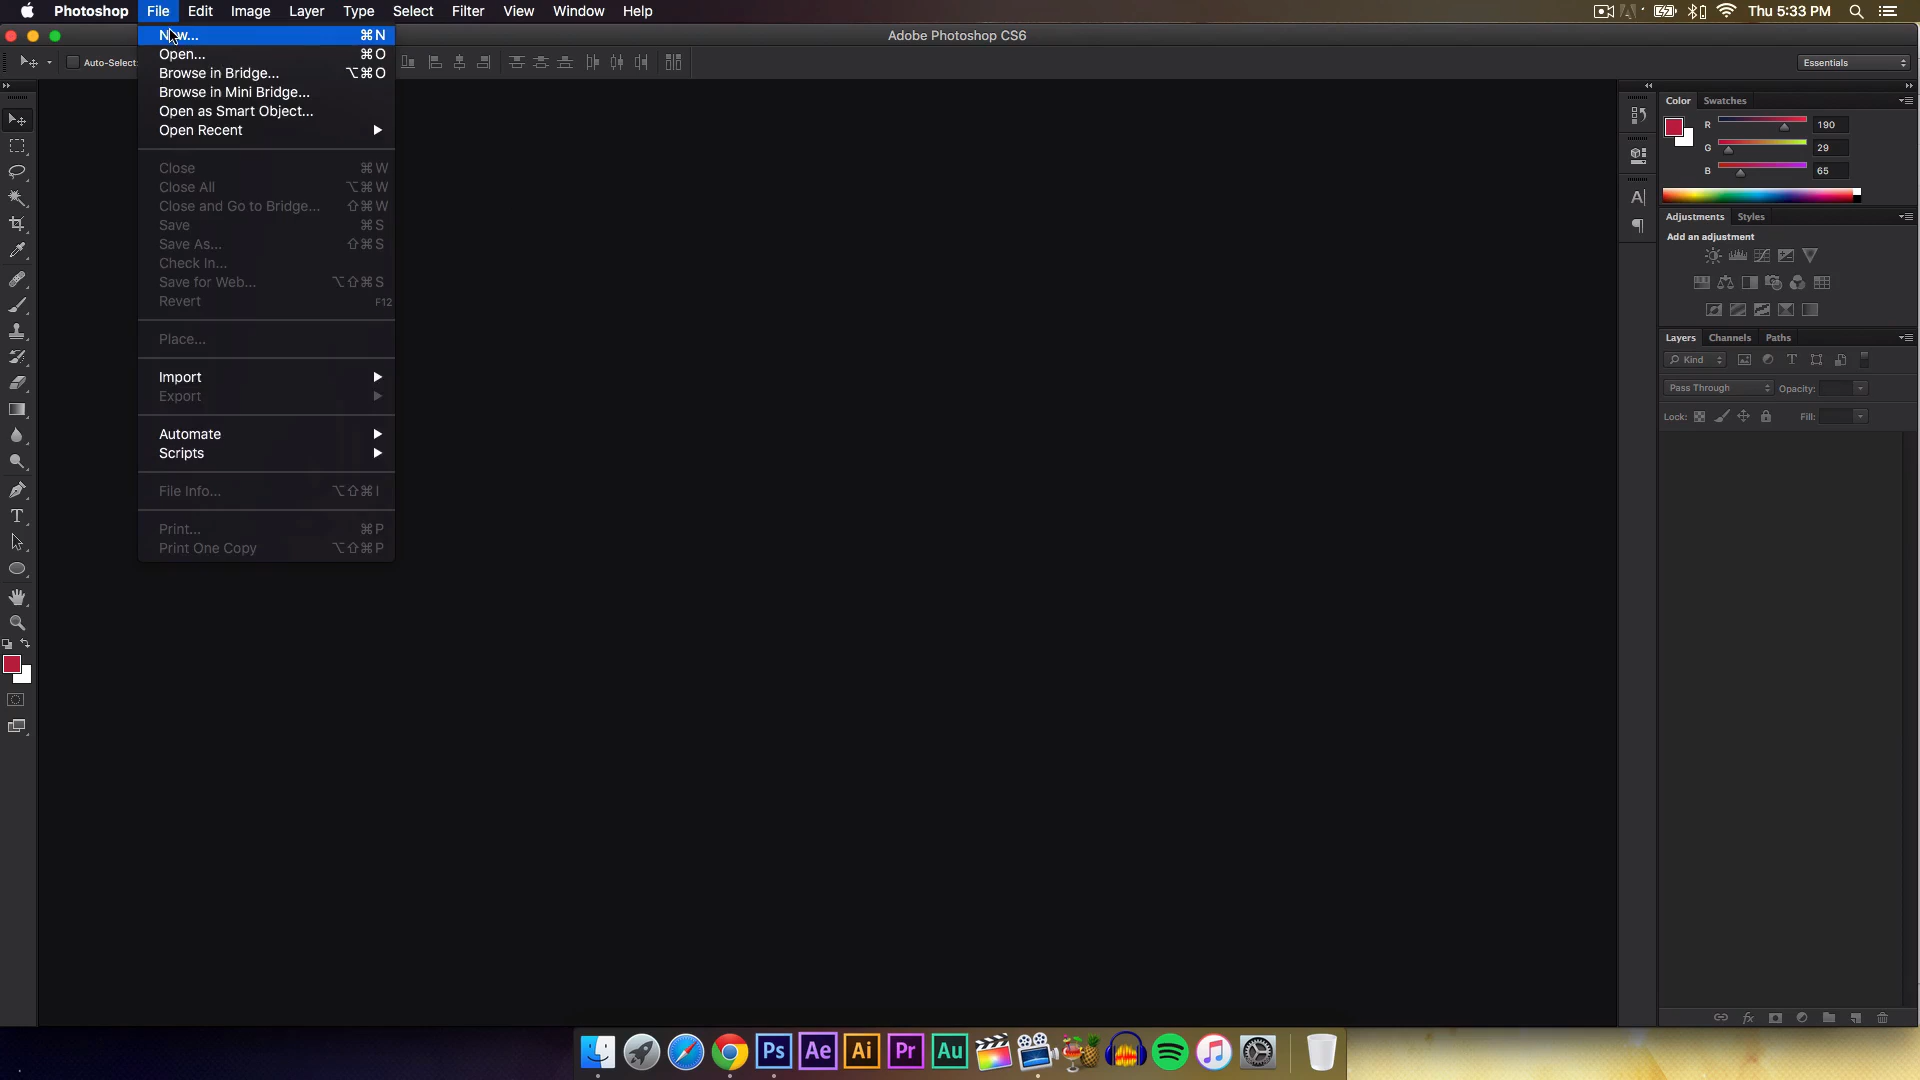 Photoshop File Edit Image Layer Type Select Filter View Window Help Thu 5:33 PM
Adobe Photoshop CS6
Auto-Select:
Essentials
New... ⌘N
Open... ⌘O
Browse in Bridge... ⌥⌘O
Browse in Mini Bridge...
Open as Smart Object...
Open Recent
Close ⌘W
Close All ⌥⌘W
Close and Go to Bridge... ⇧⌘W
Save ⌘S
Save As... ⇧⌘S
Check In...
Save for Web... ⌥⇧⌘S
Revert F12
Place...
Import
Export
Automate
Scripts
File Info... ⌥⇧⌘I
Print... ⌘P
Print One Copy ⌥⇧⌘P
Color Swatches
R 190
G 29
B 65
Adjustments Styles
Add an adjustment
Layers Channels Paths
Kind
Pass Through Opacity:
Lock: Fill:
Ps Ae Ai Pr Au